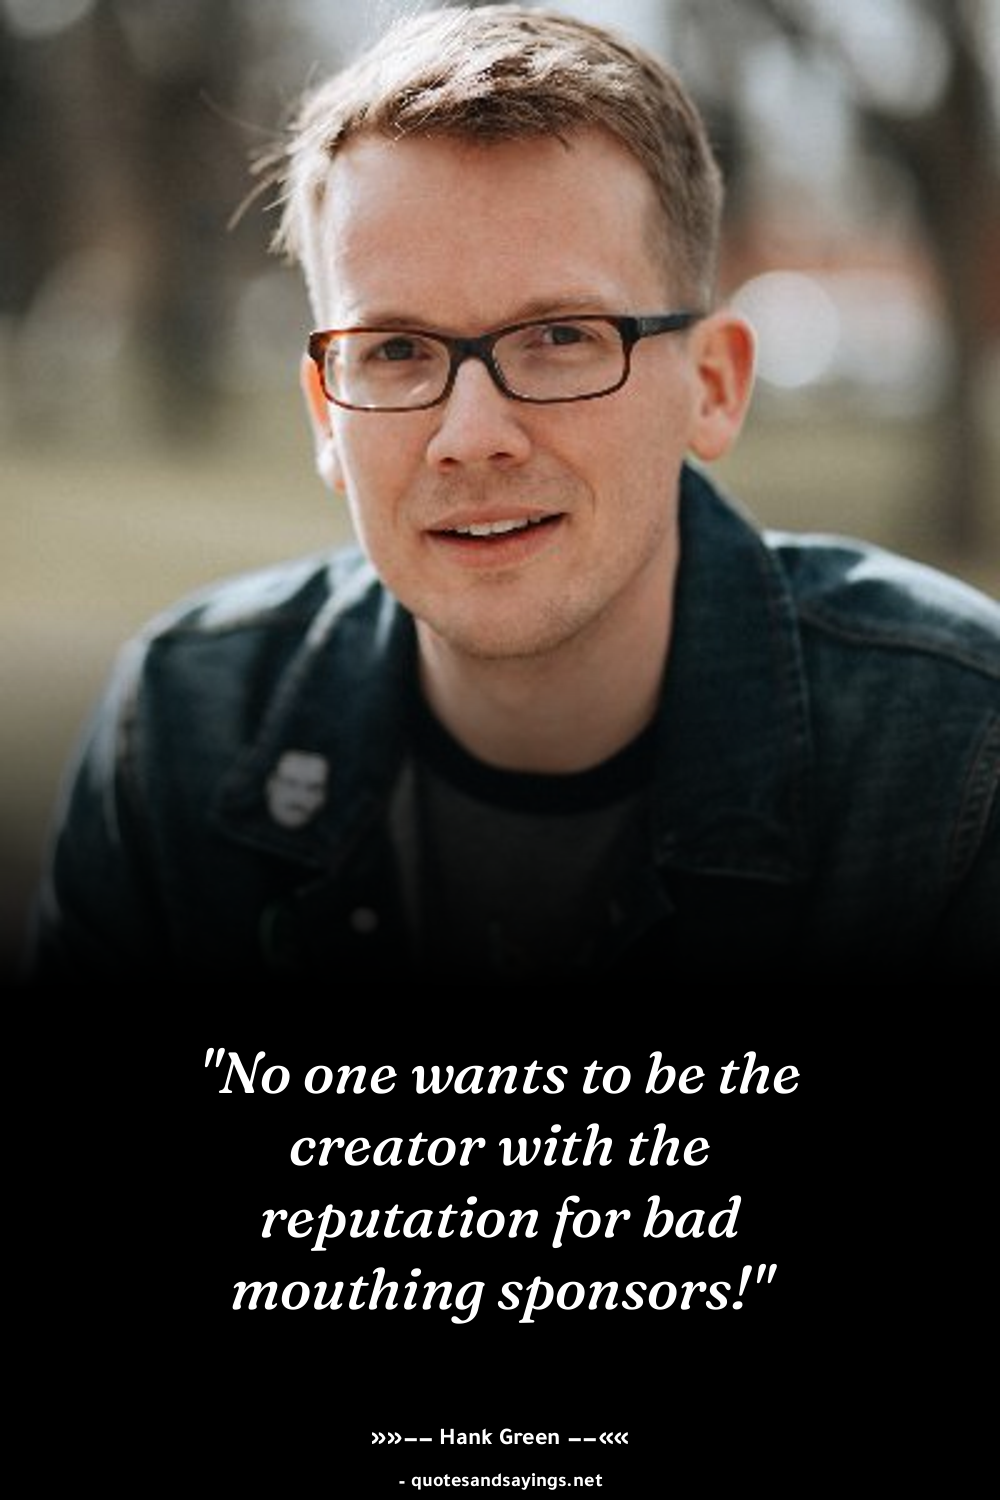 "No one wants to be the
creator with the
reputation for bad
mouthing sponsors!"
»»−− Hank Green −−««
- quotesandsayings.net